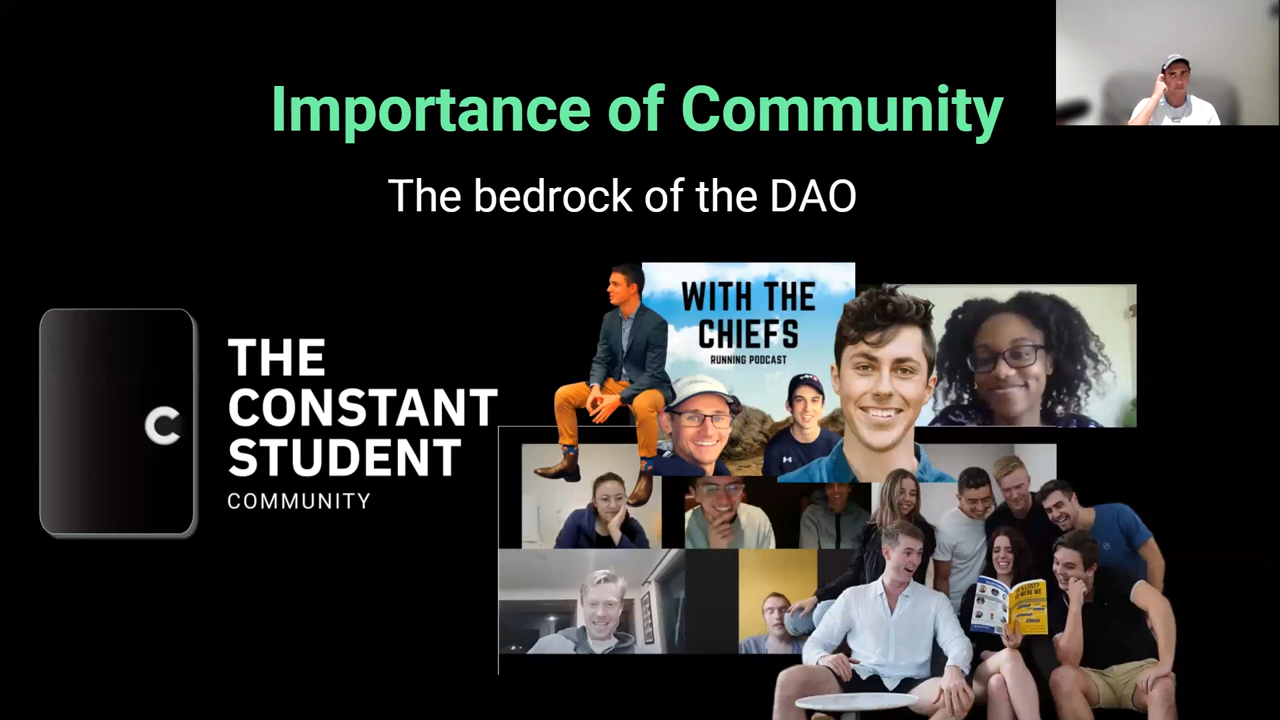 Importance of Community
The bedrock of the DAO
WITH THE
CHIEFS
RUNNING PODCAST
C
THE
CONSTANT
STUDENT
COMMUNITY